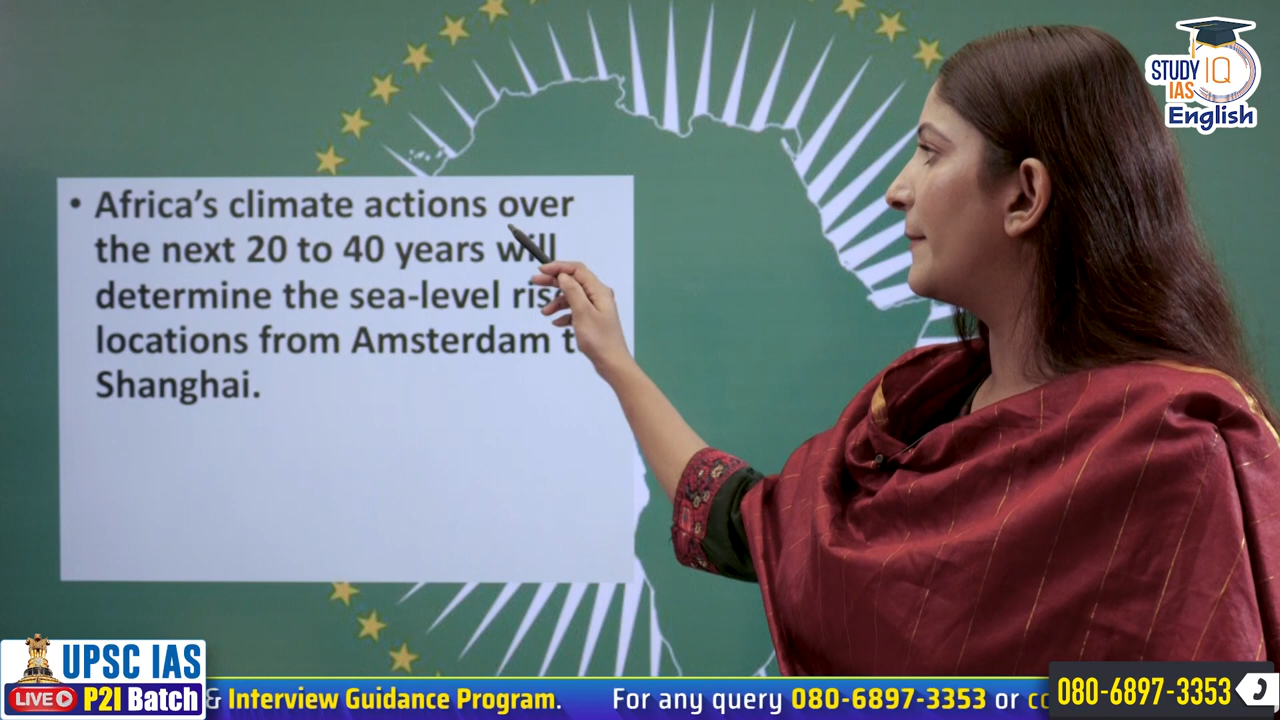 STUDY IQ
IAS
English
• Africa's climate actions over
the next 20 to 40 years will
determine the sea-level
locations from Amsterdam
Shanghai.
UPSC IAS
LIVE P2I Batch
& Interview Guidance Program. For any query 080-6897-3353 or
080-6897-3353